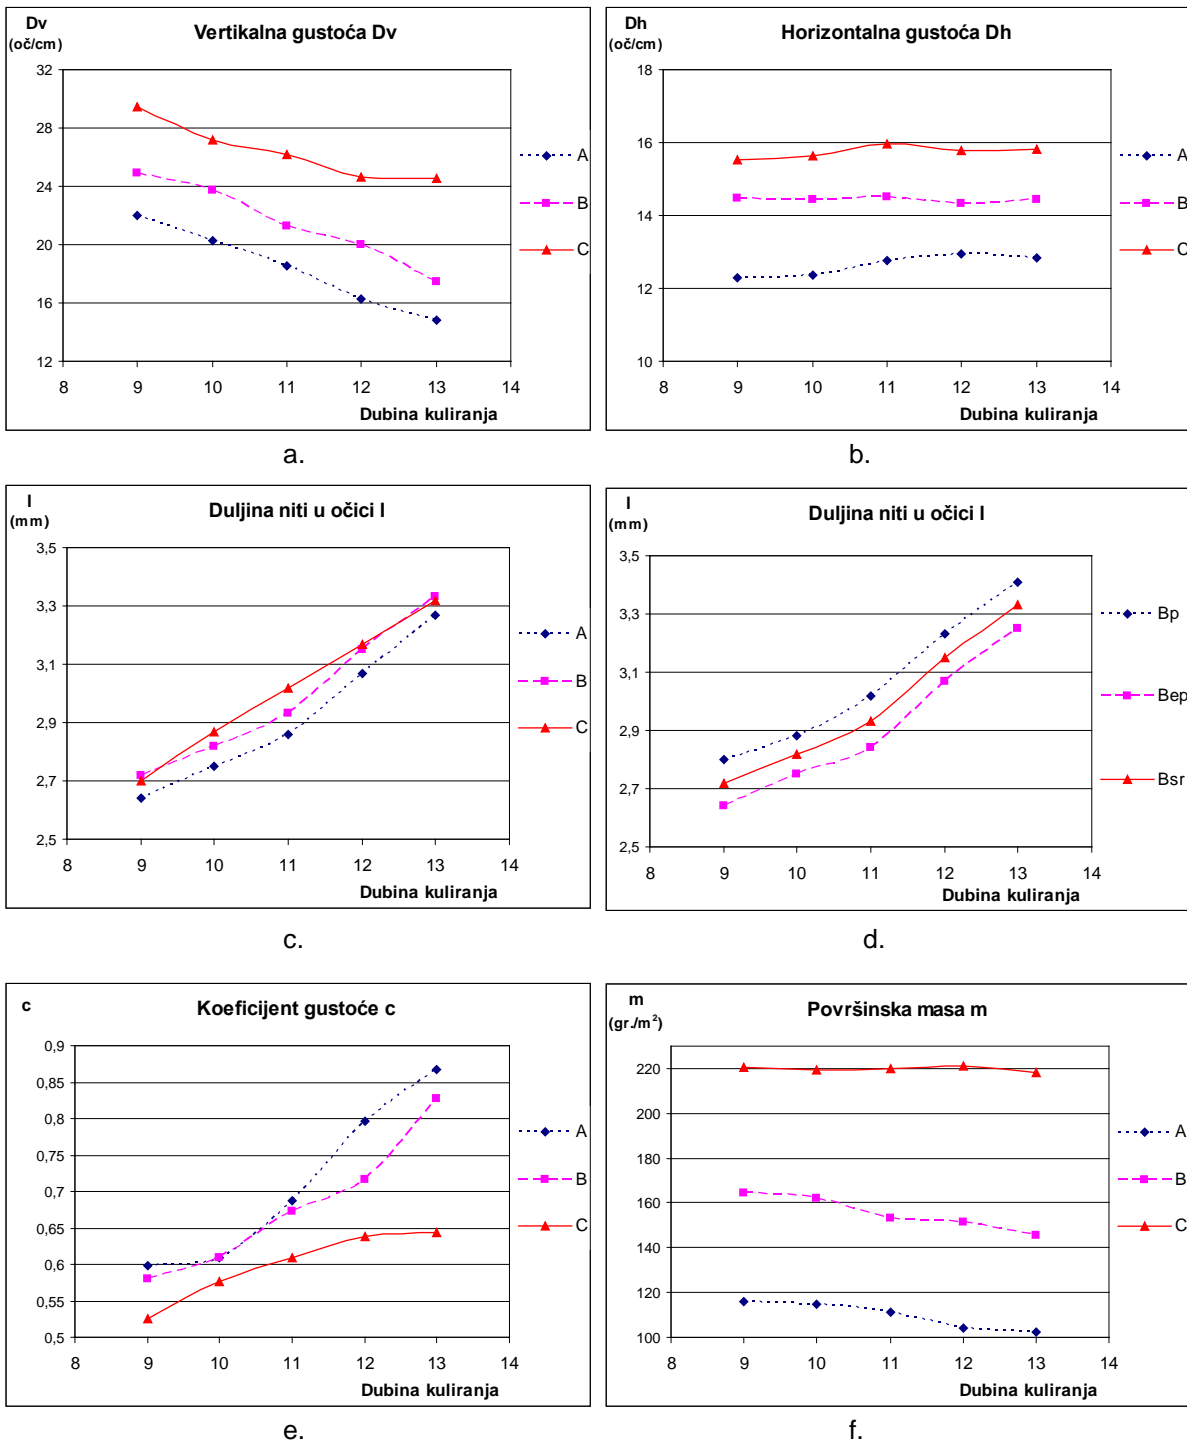 Dv
(oč/cm)
Vertikalna gustoća Dv
32
28
24
20
16
12
8 9 10 11 12 13 14
Dubina kuliranja
A
B
C
a.
Dh
(oč/cm)
Horizontalna gustoća Dh
18
16
14
12
10
8 9 10 11 12 13 14
Dubina kuliranja
A
B
C
b.
l
(mm)
Duljina niti u očici l
3,5
3,3
3,1
2,9
2,7
2,5
8 9 10 11 12 13 14
Dubina kuliranja
A
B
C
c.
l
(mm)
Duljina niti u očici l
3,5
3,3
3,1
2,9
2,7
2,5
8 9 10 11 12 13 14
Dubina kuliranja
Bp
Bep
Bsr
d.
c
Koeficijent gustoće c
0,9
0,85
0,8
0,75
0,7
0,65
0,6
0,55
0,5
8 9 10 11 12 13 14
Dubina kuliranja
A
B
C
e.
m
(gr./m²)
Površinska masa m
220
200
180
160
140
120
100
8 9 10 11 12 13 14
Dubina kuliranja
A
B
C
f.